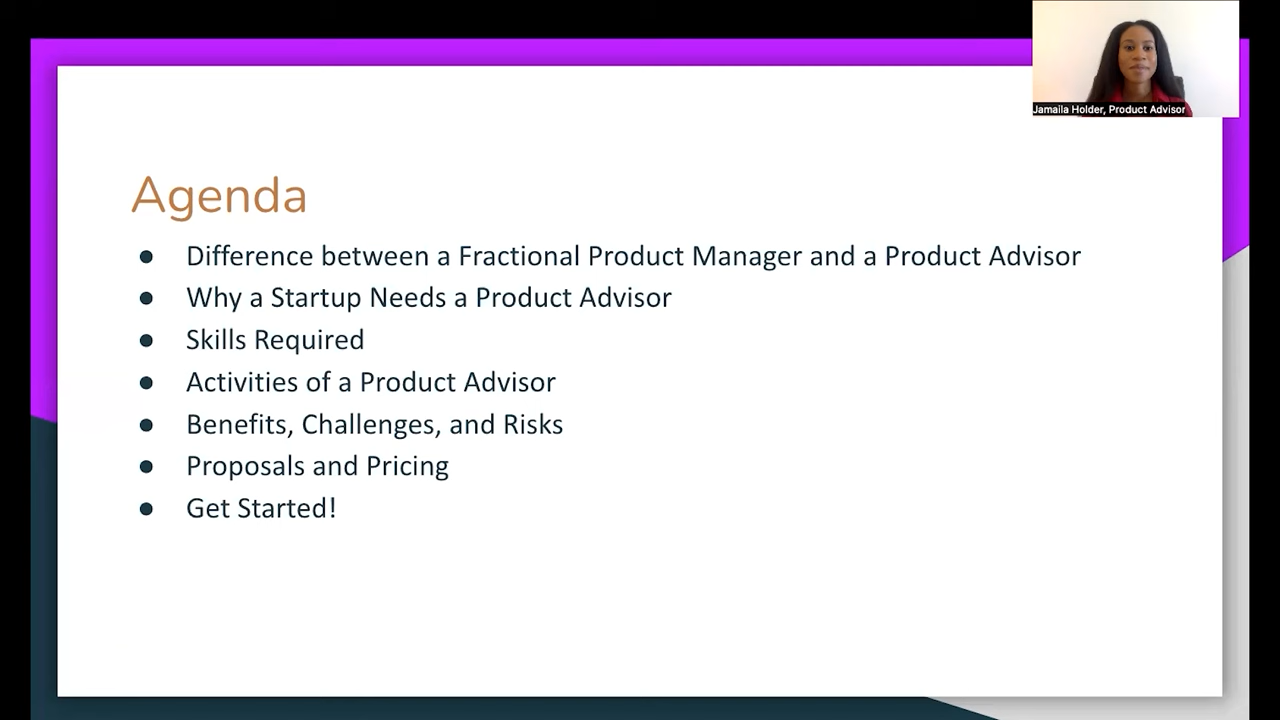 Jamaila Holder, Product Advisor
Agenda
● Difference between a Fractional Product Manager and a Product Advisor
● Why a Startup Needs a Product Advisor
● Skills Required
● Activities of a Product Advisor
● Benefits, Challenges, and Risks
● Proposals and Pricing
● Get Started!